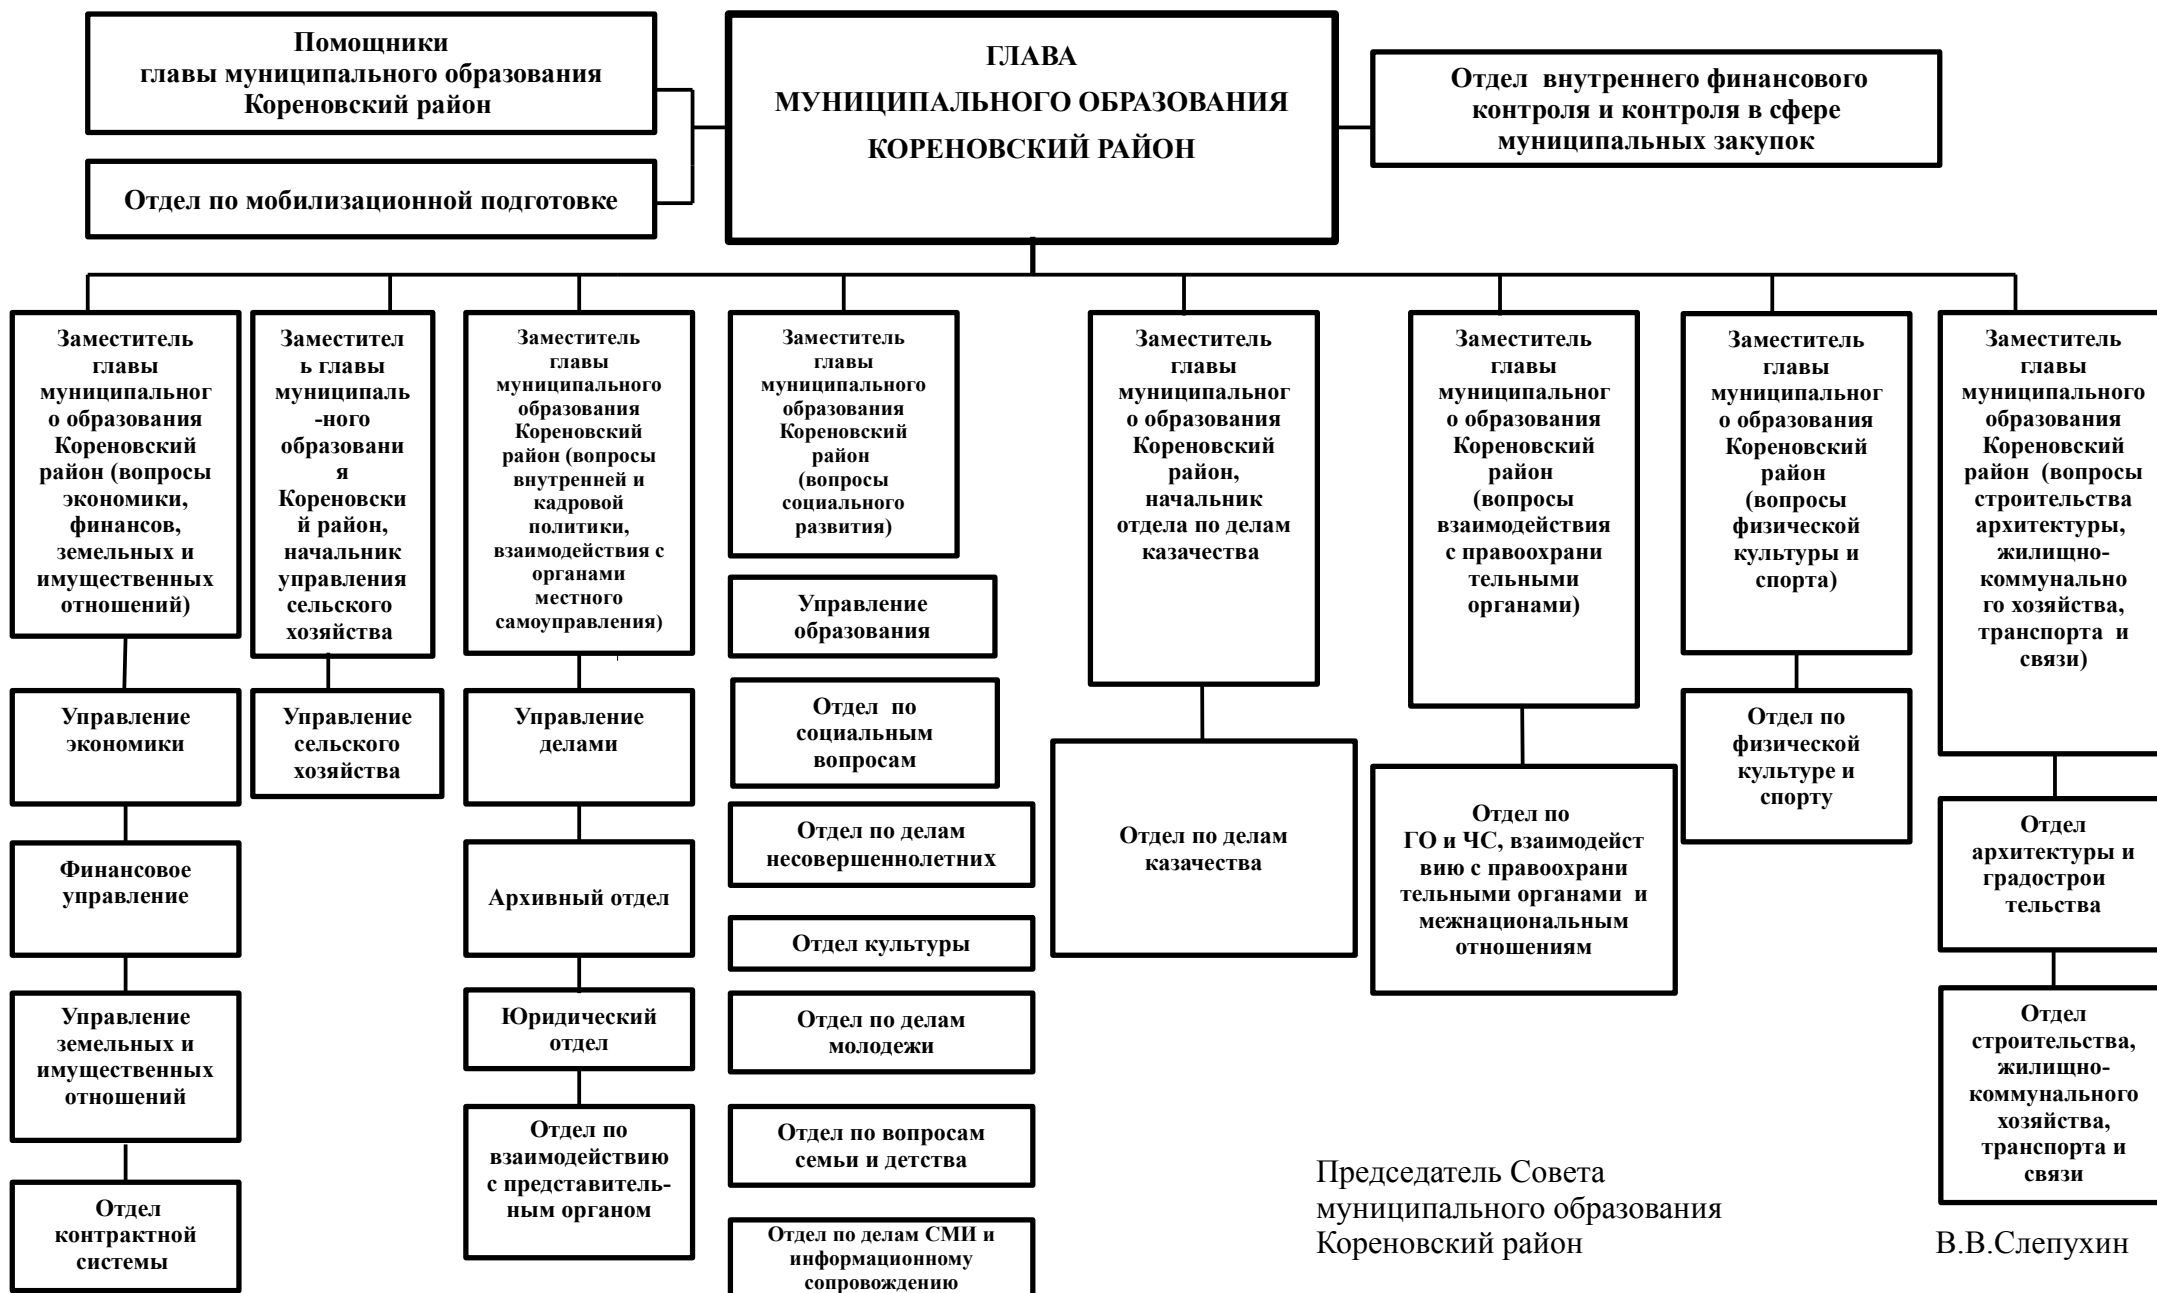 Помощники
главы муниципального образования
Кореновский район
Отдел по мобилизационной подготовке
ГЛАВА
МУНИЦИПАЛЬНОГО ОБРАЗОВАНИЯ
КОРЕНОВСКИЙ РАЙОН
Отдел внутреннего финансового
контроля и контроля в сфере
муниципальных закупок
Заместитель
главы
муниципальног
о образования
Кореновский
район (вопросы
экономики,
финансов,
земельных и
имущественных
отношений)
Управление
экономики
Финансовое
управление
Управление
земельных и
имущественных
отношений
Отдел
контрактной
системы
Заместител
ь главы
муниципаль
-ного
образовани
я
Кореновски
й район,
начальник
управления
сельского
хозяйства
Управление
сельского
хозяйства
Заместитель
главы
муниципального
образования
Кореновский
район (вопросы
внутренней и
кадровой
политики,
взаимодействия с
органами
местного
самоуправления)
Управление
делами
Архивный отдел
Юридический
отдел
Отдел по
взаимодействию
с представитель-
ным органом
Заместитель
главы
муниципального
образования
Кореновский
район
(вопросы
социального
развития)
Управление
образования
Отдел по
социальным
вопросам
Отдел по делам
несовершеннолетних
Отдел культуры
Отдел по делам
молодежи
Отдел по вопросам
семьи и детства
Отдел по делам СМИ и
информационному
сопровождению
Заместитель
главы
муниципальног
о образования
Кореновский
район,
начальник
отдела по делам
казачества
Отдел по делам
казачества
Заместитель
главы
муниципальног
о образования
Кореновский
район
(вопросы
взаимодействия
с правоохрани
тельными
органами)
Отдел по
ГО и ЧС, взаимодейст
вию с правоохрани
тельными органами и
межнациональным
отношениям
Заместитель
главы
муниципальног
о образования
Кореновский
район
(вопросы
физической
культуры и
спорта)
Отдел по
физической
культуре и
спорту
Заместитель
главы
муниципального
образования
Кореновский
район (вопросы
строительства
архитектуры,
жилищно-
коммунально
го хозяйства,
транспорта и
связи)
Отдел
архитектуры и
градострои
тельства
Отдел
строительства,
жилищно-
коммунального
хозяйства,
транспорта и
связи
Председатель Совета
муниципального образования
Кореновский район В.В.Слепухин